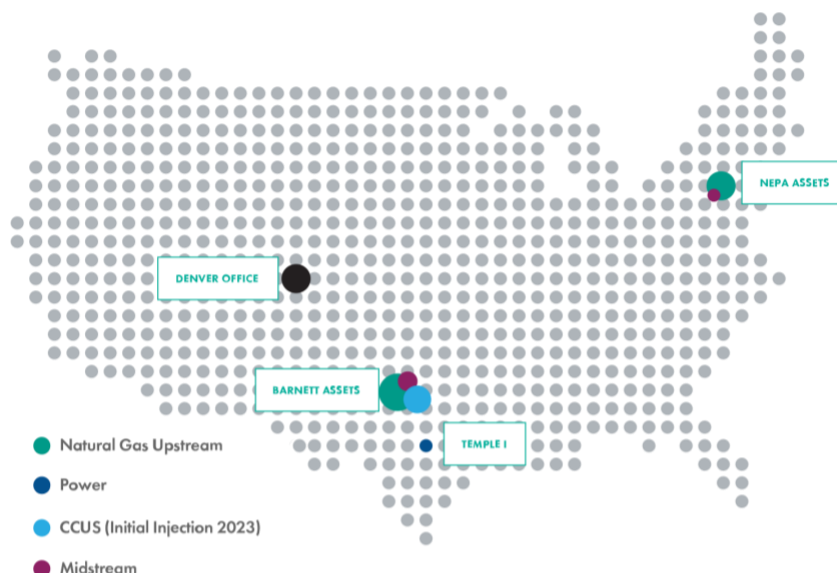 NEPA ASSETS
DENVER OFFICE
BARNETT ASSETS
TEMPLE I
Natural Gas Upstream
Power
CCUS (Initial Injection 2023)
Midstream